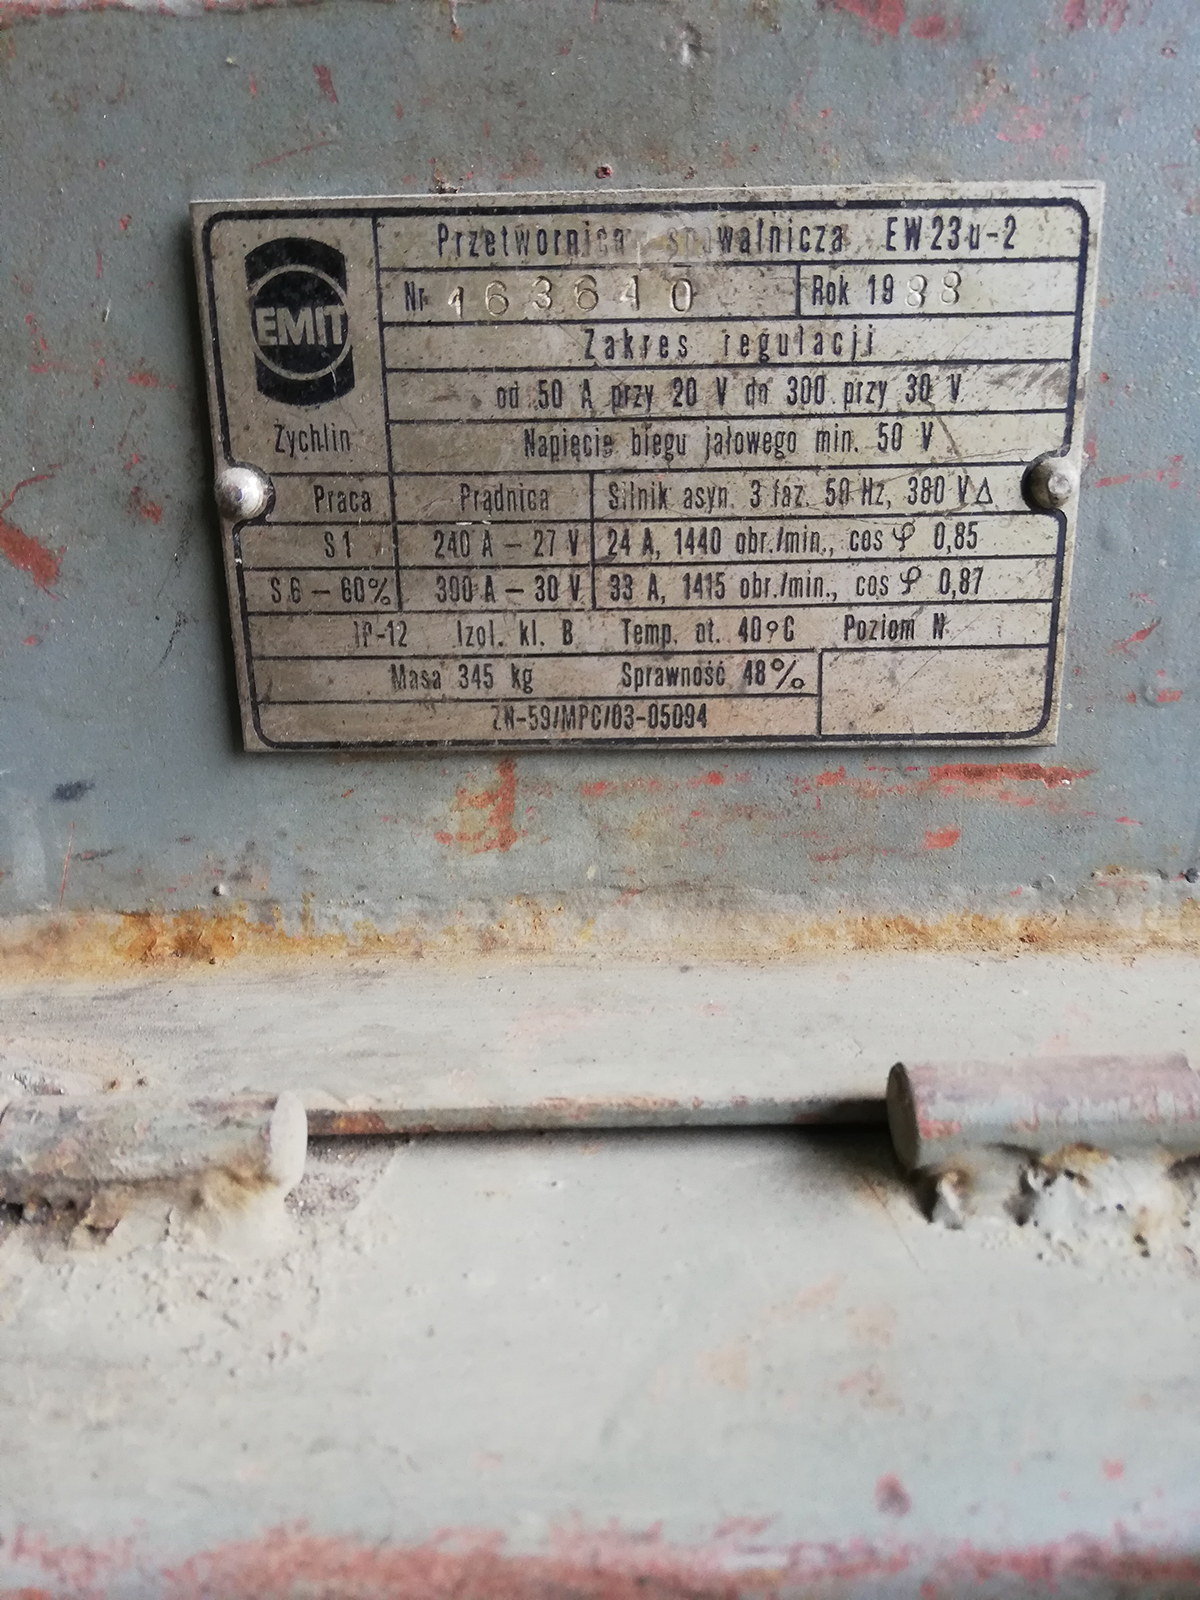 Przetwornica spawalnicza EW23u-2
EMIT
Nr 163640 Rok 1988
Zakres regulacji
od 50 A przy 20 V do 300 przy 30 V
Żychlin
Napięcie biegu jałowego min. 50 V
Praca Prądnica Silnik asyn. 3 faz. 50 Hz, 380 V Δ
S1 240 A – 27 V 24 A, 1440 obr./min., cos φ 0,85
S6 – 60% 300 A – 30 V 33 A, 1415 obr./min., cos φ 0,87
IP-12 Izol. kl. B Temp. ot. 40°C Poziom N
Masa 345 kg Sprawność 48%
ZN-59/MPC/03-05094